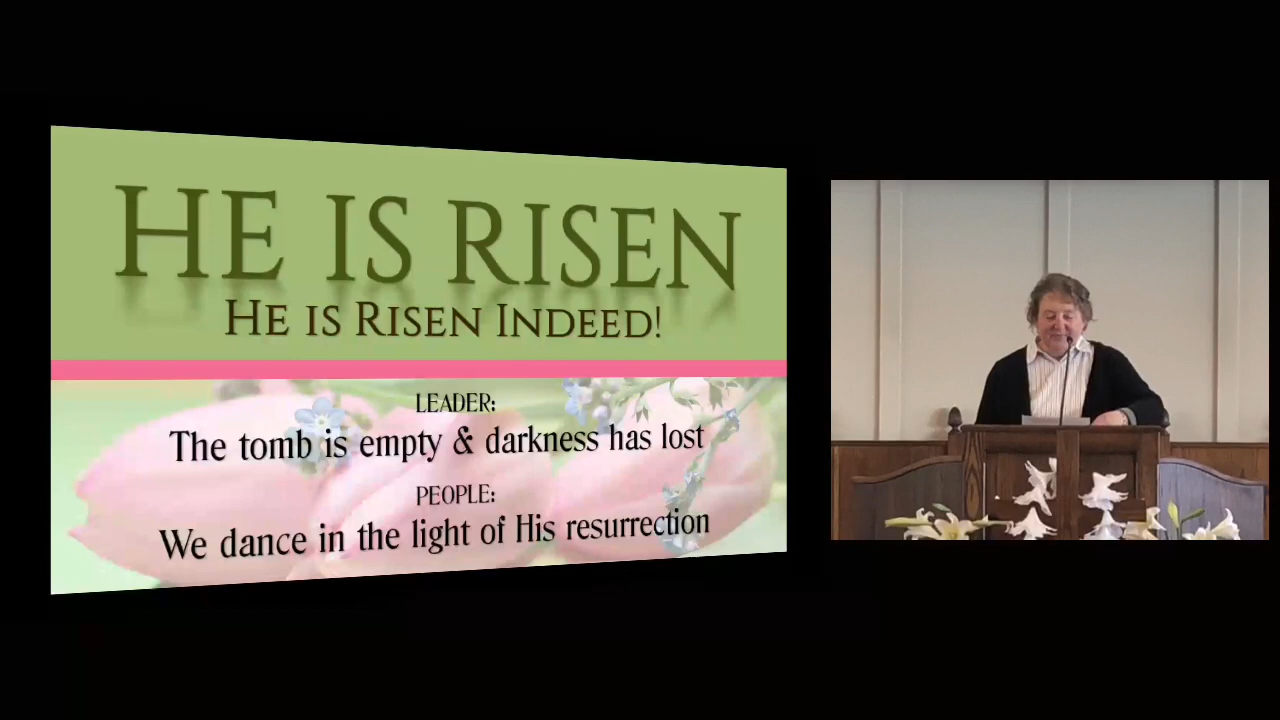 HE IS RISEN
HE IS RISEN INDEED!
LEADER:
The tomb is empty & darkness has lost
PEOPLE:
We dance in the light of His resurrection